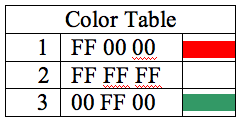 Color Table
1 FF 00 00
2 FF FF FF
3 00 FF 00